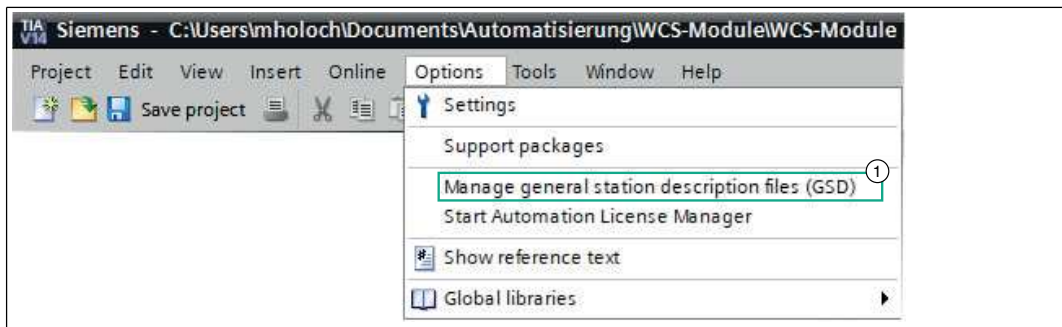 TIA V14 Siemens - C:\Users\mholoch\Documents\Automatisierung\WCS-Module\WCS-Module
Project Edit View Insert Online Options Tools Window Help
Save project
Settings
Support packages
Manage general station description files (GSD)
1
Start Automation License Manager
Show reference text
Global libraries